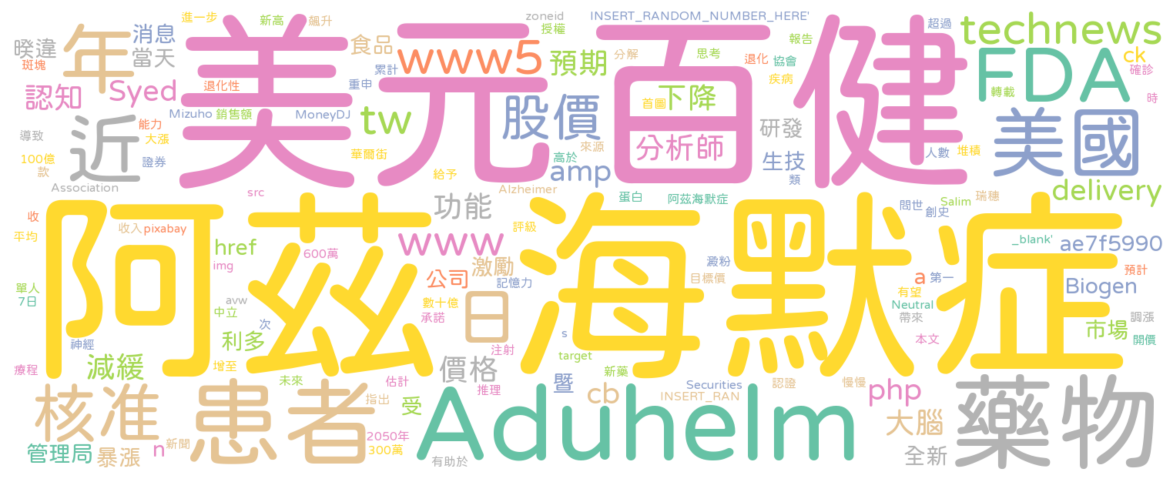 進一步 新高 飆升 zoneid 授權 INSERT_RANDOM_NUMBER_HERE' 超過 technews
睽違 年 消息 當天 美元百健 食品 www5 預期 分解 思考 報告 退化 協會 疾病 FDA ck 確診
斑塊 認知 Syed 退化性 累計 重申 股價 首圖 下降 轉載 時
近 Mizuho 銷售額 MoneyDJ tw 來源 分析師 研發 美國
導致 能力 大漲 證券 華爾街 高於 amp 生技 人數 堆積
100億 款 Association src 給予 Alzheimer 蛋白 阿茲海默症 類 delivery
阿茲海默症 功能 評級 問世 創史 Salim 瑞穗
收 平均 收入 pixabay href img 600萬 www 激勵 澱粉 目標價 _blank' ae7f5990
單人 7日 avw 中立 次 公司 記憶力 日 數十億 承諾 a 第一 預計 Biogen
神經 利多 s 注射 target 有望 Neutral 帶來 本文 市場 調漲 開價
療程 減緩 增至 未來 估計 價格 推理 新藥 暨 Securities 認證 慢慢
核准 患者 指出 受 Aduhelm cb INSERT_RAN php 大腦 藥物
管理局 暴漲 n 新聞 2050年 300萬 有助於 全新